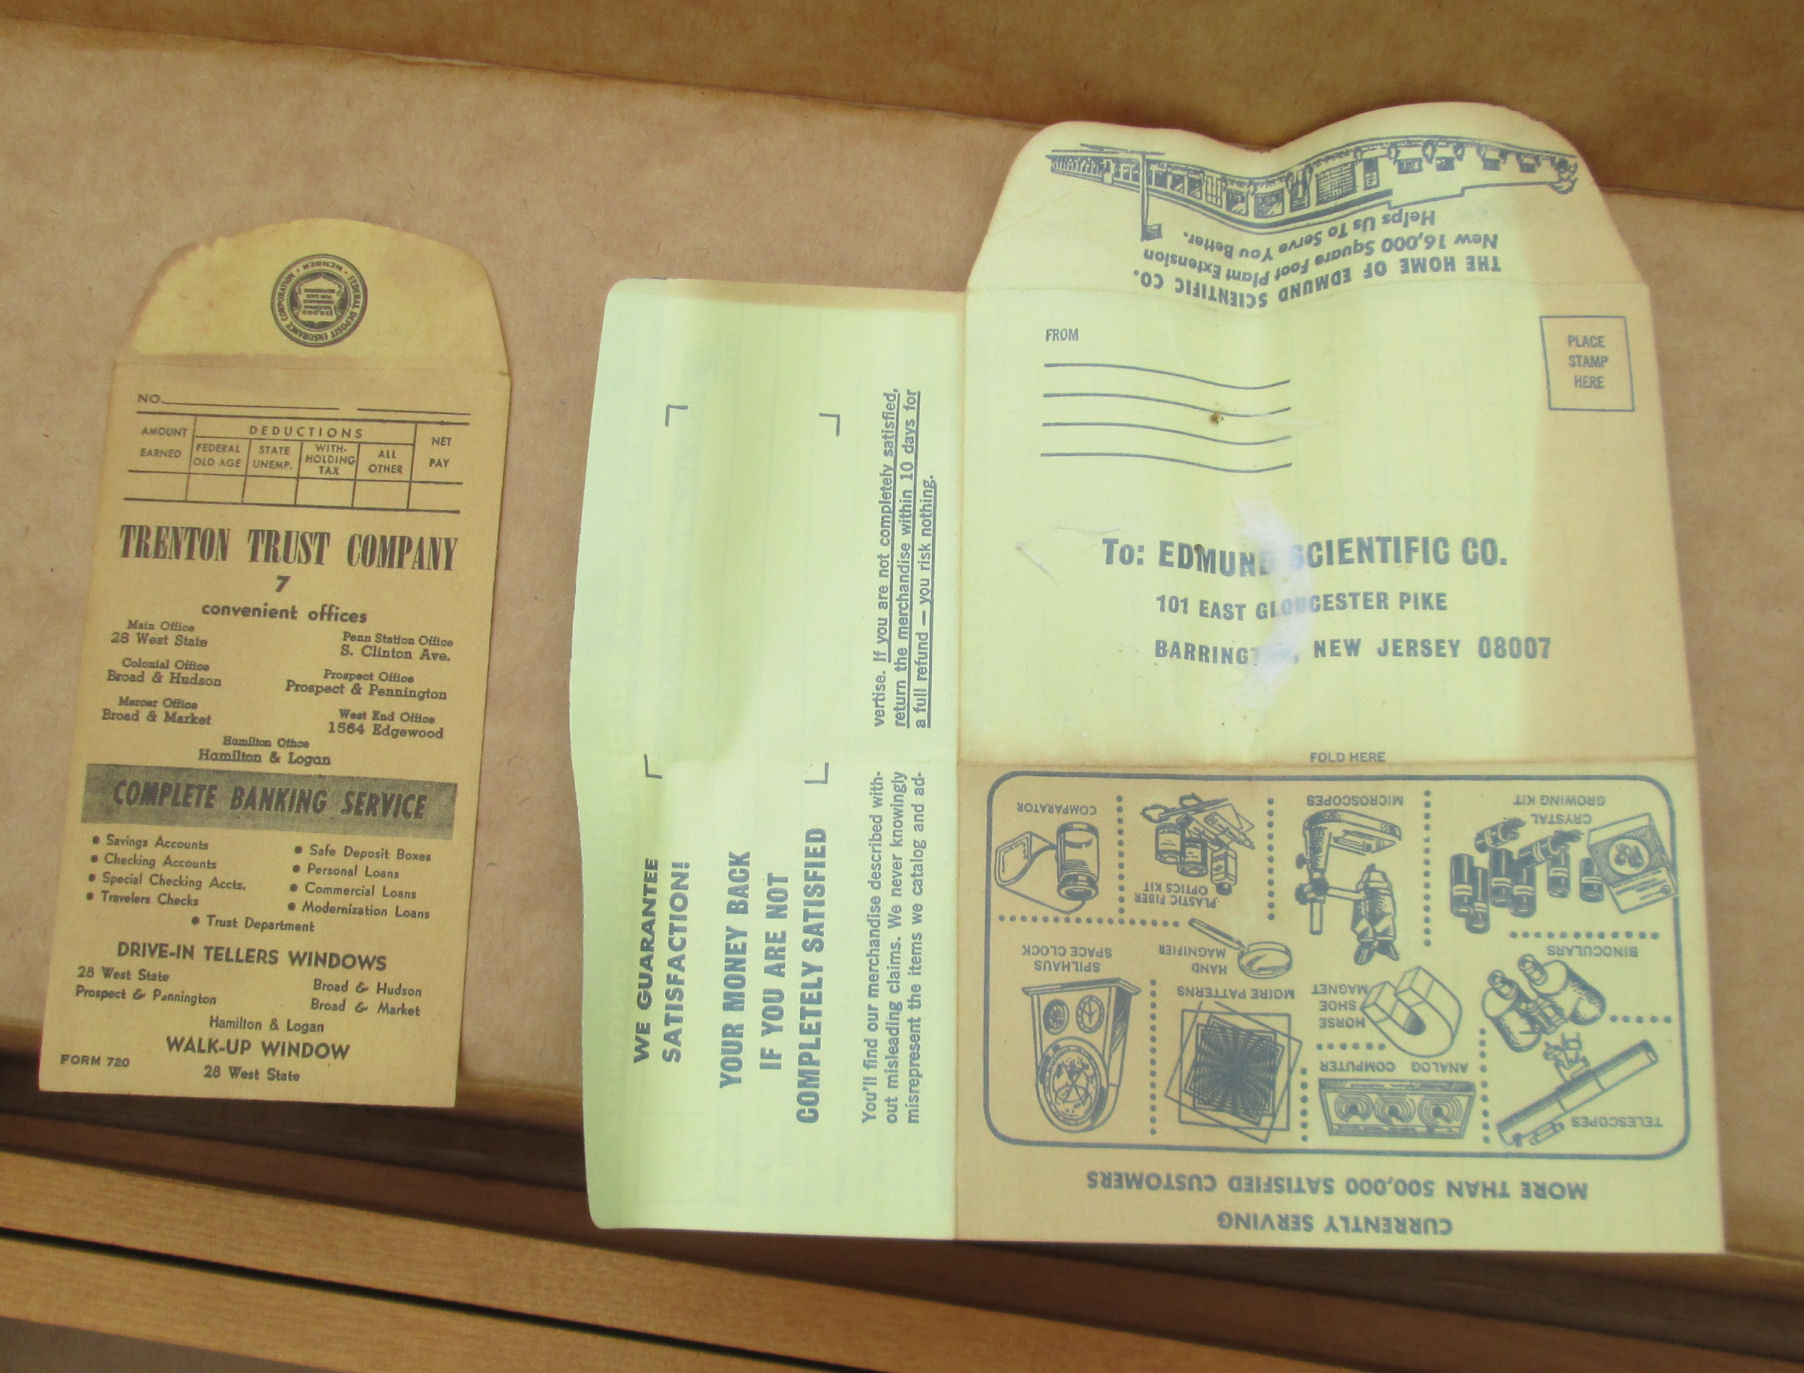 FEDERAL DEPOSIT INSURANCE CORPORATION • MEMBER •
NO.
AMOUNT EARNED
DEDUCTIONS
FEDERAL OLD AGE
STATE UNEMP.
WITH-HOLDING TAX
ALL OTHER
NET PAY
TRENTON TRUST COMPANY
7
convenient offices
Main Office
28 West State
Penn Station Office
S. Clinton Ave.
Colonial Office
Broad & Hudson
Prospect Office
Prospect & Pennington
Mercer Office
Broad & Market
West End Office
1564 Edgewood
Hamilton Office
Hamilton & Logan
COMPLETE BANKING SERVICE
• Savings Accounts
• Checking Accounts
• Special Checking Accts.
• Travelers Checks
• Safe Deposit Boxes
• Personal Loans
• Commercial Loans
• Modernization Loans
• Trust Department
DRIVE-IN TELLERS WINDOWS
28 West State
Broad & Hudson
Prospect & Pennington
Broad & Market
Hamilton & Logan
WALK-UP WINDOW
FORM 720
28 West State
WE GUARANTEE
SATISFACTION!
YOUR MONEY BACK
IF YOU ARE NOT
COMPLETELY SATISFIED
You'll find our merchandise described with-
out misleading claims. We never knowingly
misrepresent the items we catalog and ad-
vertise. If you are not completely satisfied,
return the merchandise within 10 days for
a full refund — you risk nothing.
THE HOME OF EDMUND SCIENTIFIC CO.
New 16,000 Square Foot Plant Extension
Helps Us To Serve You Better.
FROM
PLACE
STAMP
HERE
To: EDMUND SCIENTIFIC CO.
101 EAST GLOUCESTER PIKE
BARRINGT , NEW JERSEY 08007
FOLD HERE
CURRENTLY SERVING
MORE THAN 500,000 SATISFIED CUSTOMERS
TELESCOPES
ANALOG COMPUTER
HORSE
SHOE
MAGNET
MOIRE PATTERNS
SPILHAUS
SPACE CLOCK
BINOCULARS
HAND
MAGNIFIER
PLASTIC FIBER
OPTICS KIT
CRYSTAL
GROWING KIT
MICROSCOPES
COMPARATOR